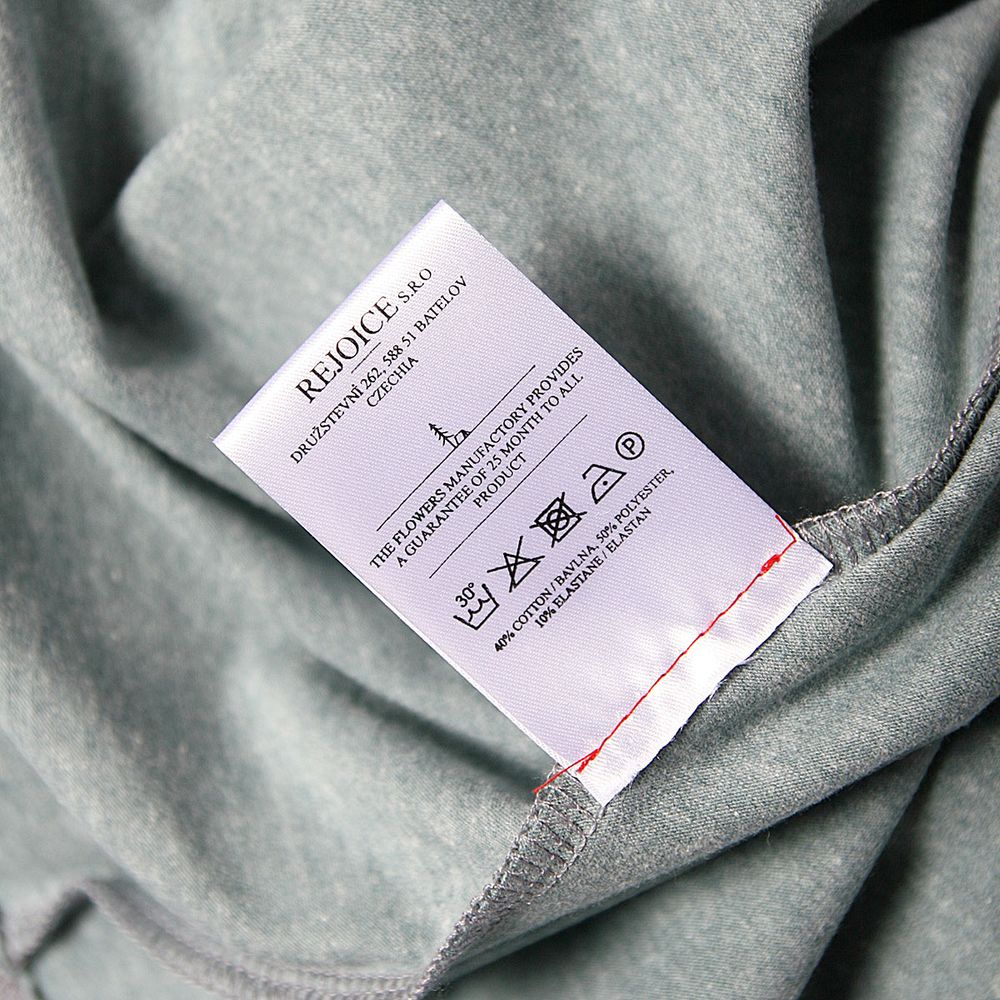 REJOICE S.R.O
DRUŽSTEVNÍ 262, 588 51 BATELOV
CZECHIA
THE FLOWERS MANUFACTORY PROVIDES
A GUARANTEE OF 25 MONTH TO ALL
PRODUCT
30° P
40% COTTON / BAVLNA, 50% POLYESTER,
10% ELASTANE / ELASTAN